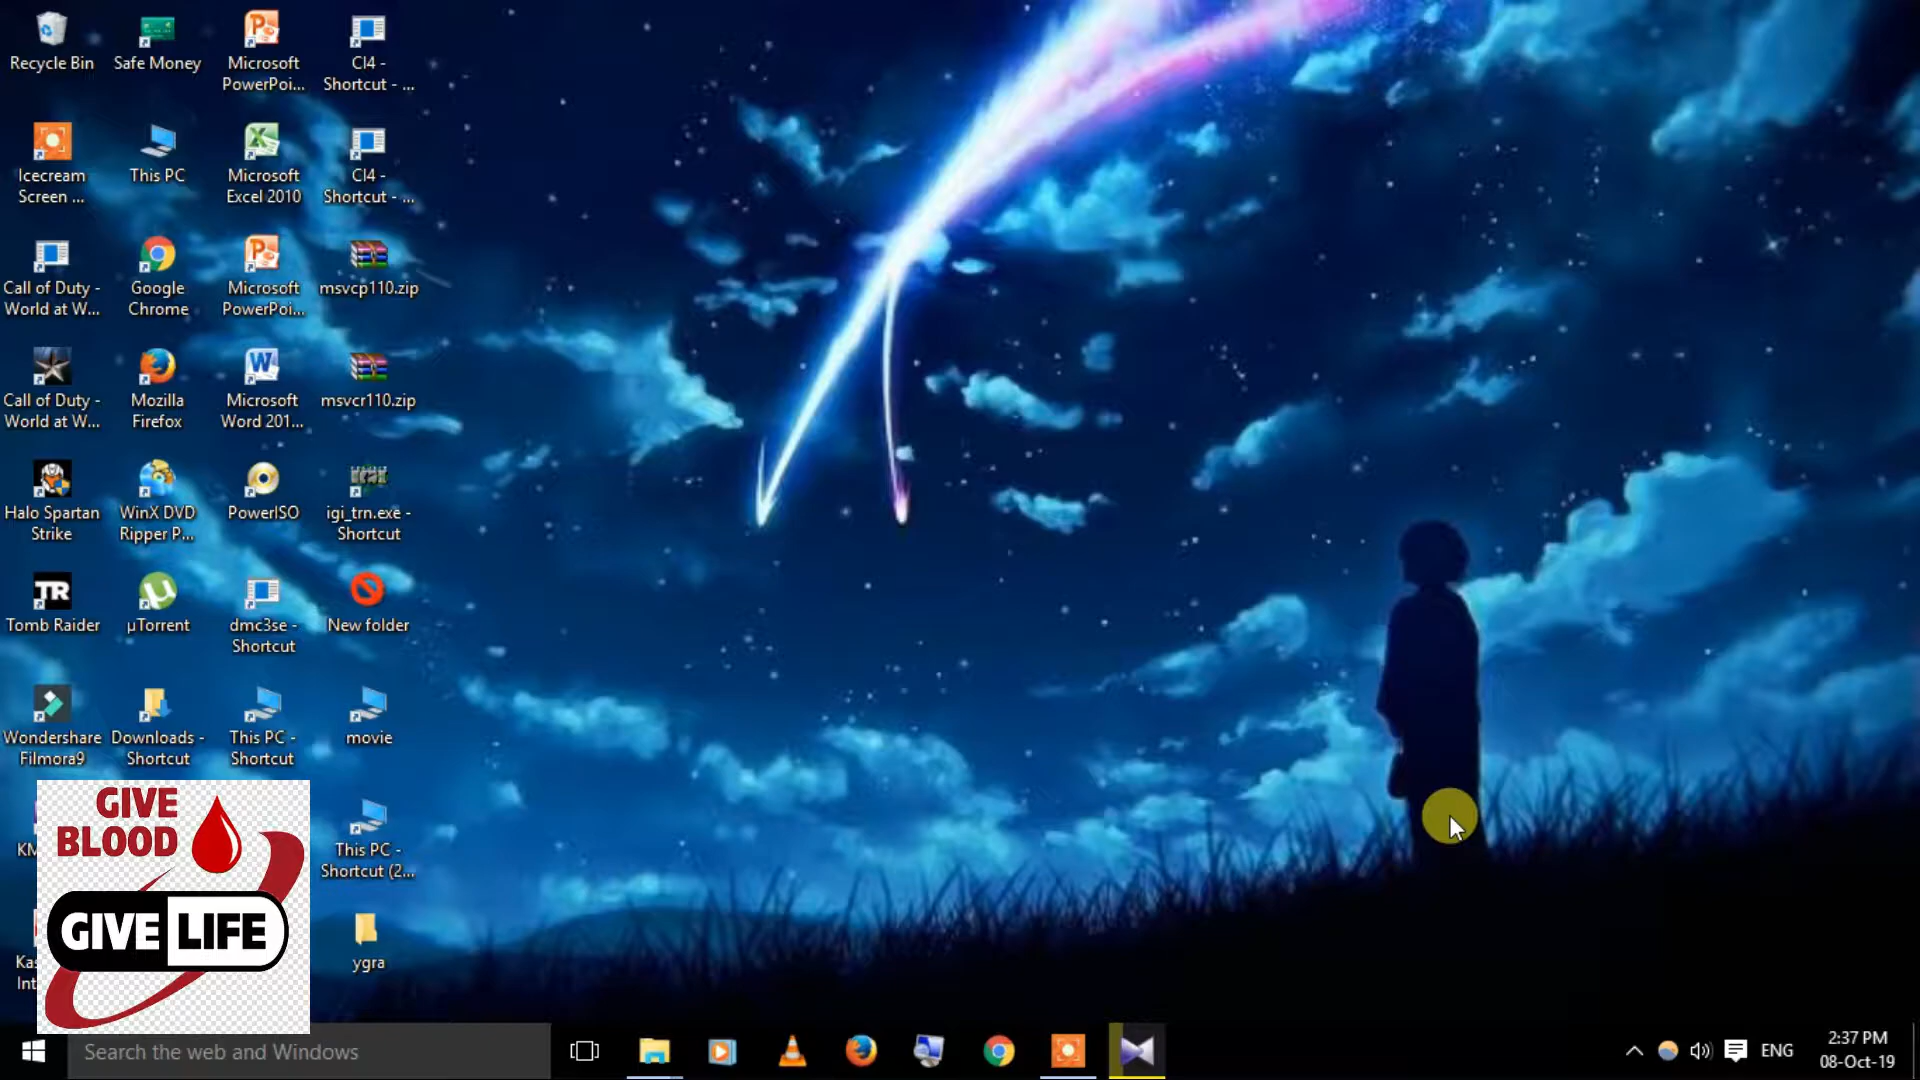 Recycle Bin
Safe Money
Microsoft
PowerPoi...
Cl4 -
Shortcut - ...
Icecream
Screen ...
This PC
Microsoft
Excel 2010
Cl4 -
Shortcut - ...
Call of Duty -
World at W...
Google
Chrome
Microsoft
PowerPoi...
msvcp110.zip
Call of Duty -
World at W...
Mozilla
Firefox
Microsoft
Word 201...
msvcr110.zip
Halo Spartan
Strike
WinX DVD
Ripper P...
PowerISO
igi_trn.exe -
Shortcut
TR
Tomb Raider
µTorrent
dmc3se -
Shortcut
New folder
Wondershare
Filmora9
Downloads -
Shortcut
This PC -
Shortcut
movie
This PC -
Shortcut (2...
ygra
GIVE
BLOOD
GIVE LIFE
Search the web and Windows
ENG
2:37 PM
08-Oct-19